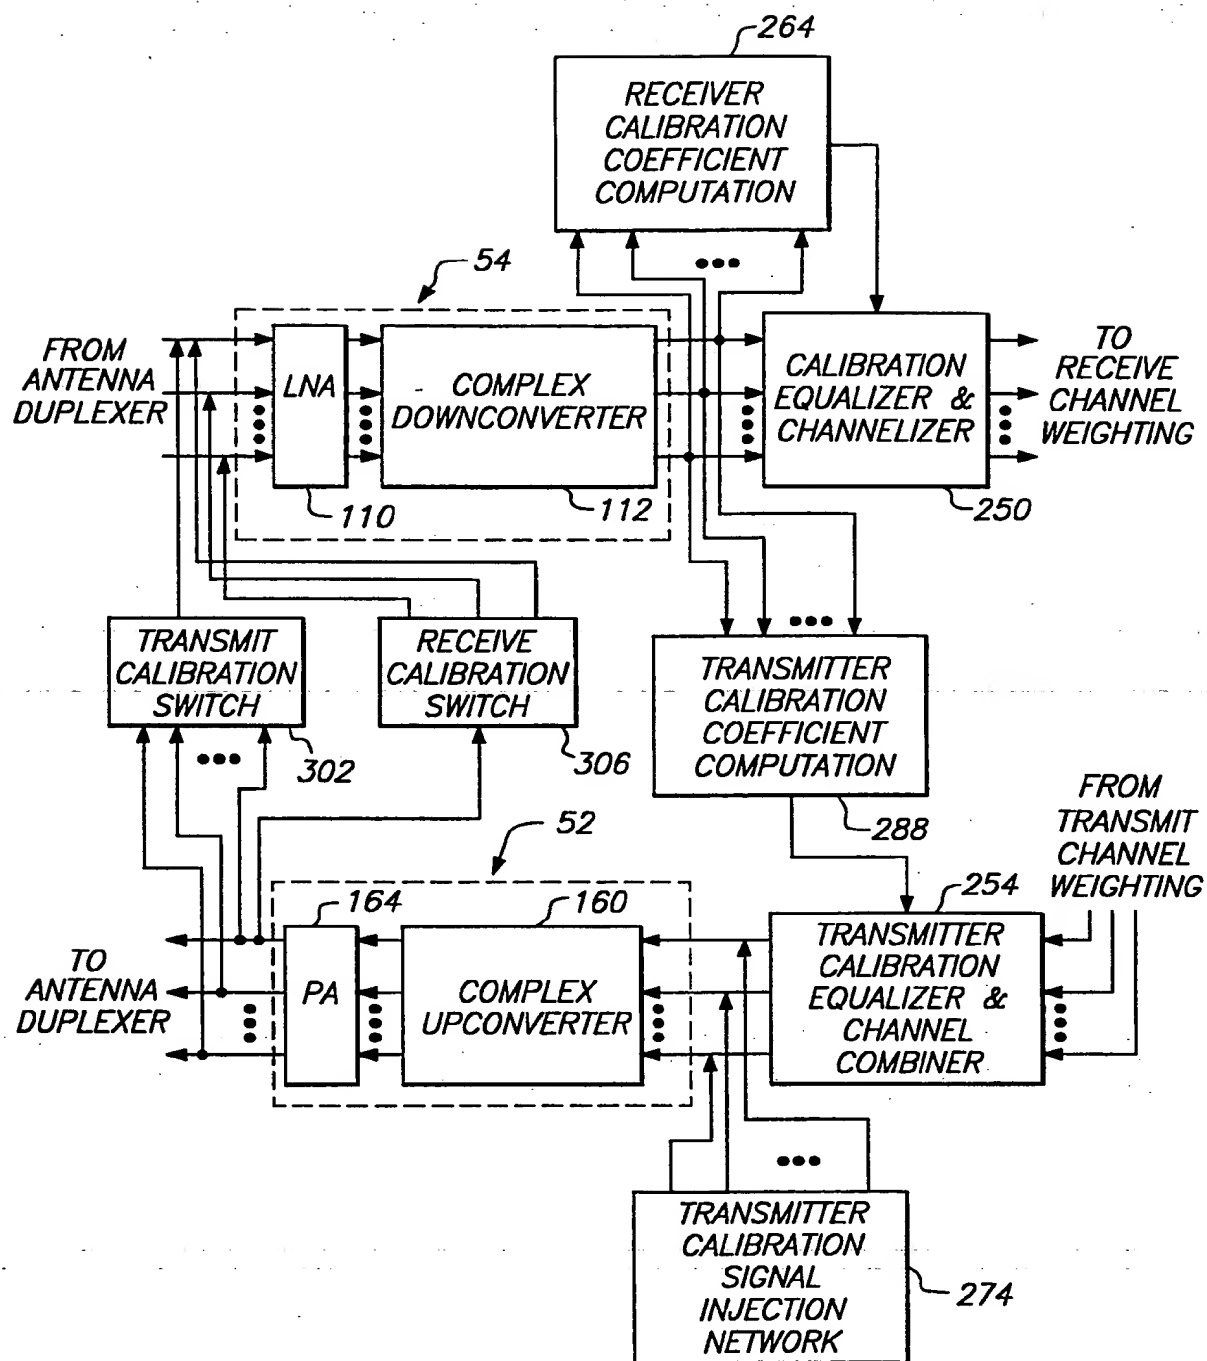 264
RECEIVER
CALIBRATION
COEFFICIENT
COMPUTATION
54
FROM
ANTENNA
DUPLEXER
LNA
COMPLEX
DOWNCONVERTER
CALIBRATION
EQUALIZER &
CHANNELIZER
TO
RECEIVE
CHANNEL
WEIGHTING
110
112
250
TRANSMIT
CALIBRATION
SWITCH
RECEIVE
CALIBRATION
SWITCH
TRANSMITTER
CALIBRATION
COEFFICIENT
COMPUTATION
302
306
288
FROM
TRANSMIT
CHANNEL
WEIGHTING
52
164
160
254
TO
ANTENNA
DUPLEXER
PA
COMPLEX
UPCONVERTER
TRANSMITTER
CALIBRATION
EQUALIZER &
CHANNEL
COMBINER
TRANSMITTER
CALIBRATION
SIGNAL
INJECTION
NETWORK
274